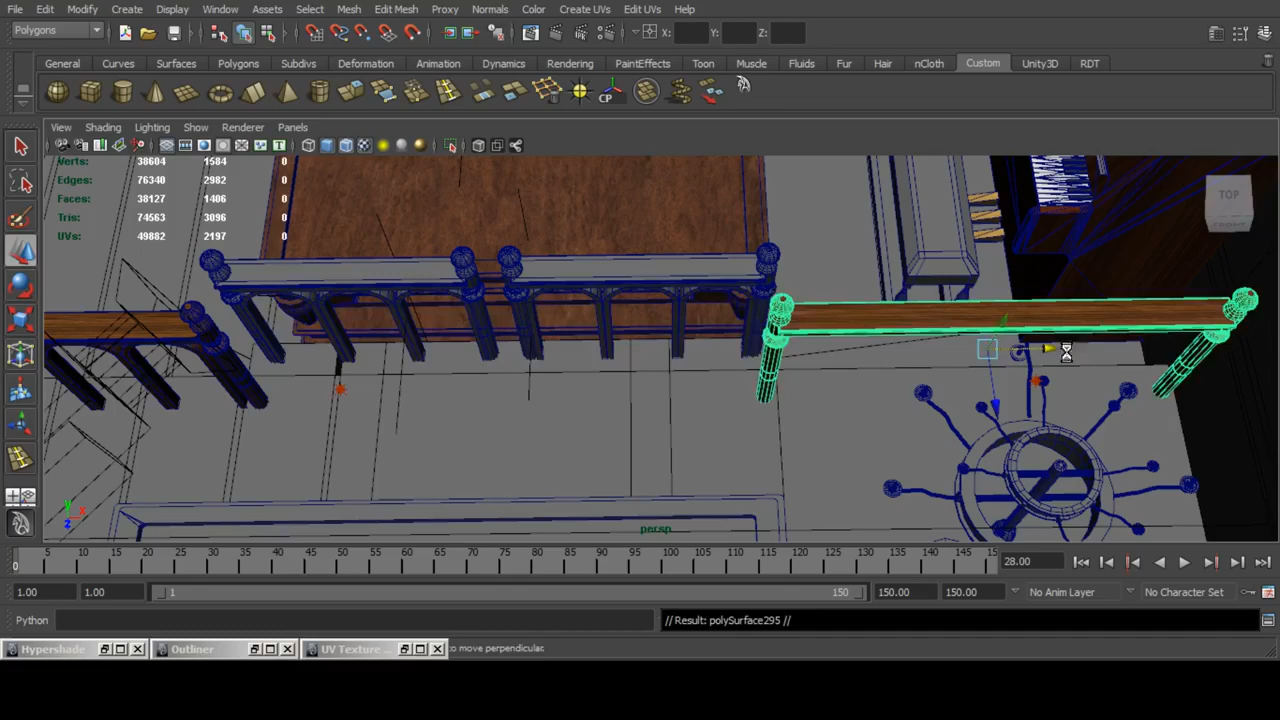 File Edit Modify Create Display Window Assets Select Mesh Edit Mesh Proxy Normals Color Create UVs Edit UVs Help
Polygons X: Y: Z:
General Curves Surfaces Polygons Subdivs Deformation Animation Dynamics Rendering PaintEffects Toon Muscle Fluids Fur Hair nCloth Custom Unity3D RDT
CP
View Shading Lighting Show Renderer Panels
Verts: 38604 1584 0
Edges: 76340 2982 0
Faces: 38127 1406 0
Tris: 74563 3096 0
UVs: 49882 2197 0
TOP
FRONT
y
x
z
persp
0 5 10 15 20 25 30 35 40 45 50 55 60 65 70 75 80 85 90 95 100 105 110 115 120 125 130 135 140 145 15 28.00
1.00 1.00 1 150 150.00 150.00 No Anim Layer No Character Set
Python // Result: polySurface295 //
Hypershade Outliner UV Texture ... to move perpendicular.